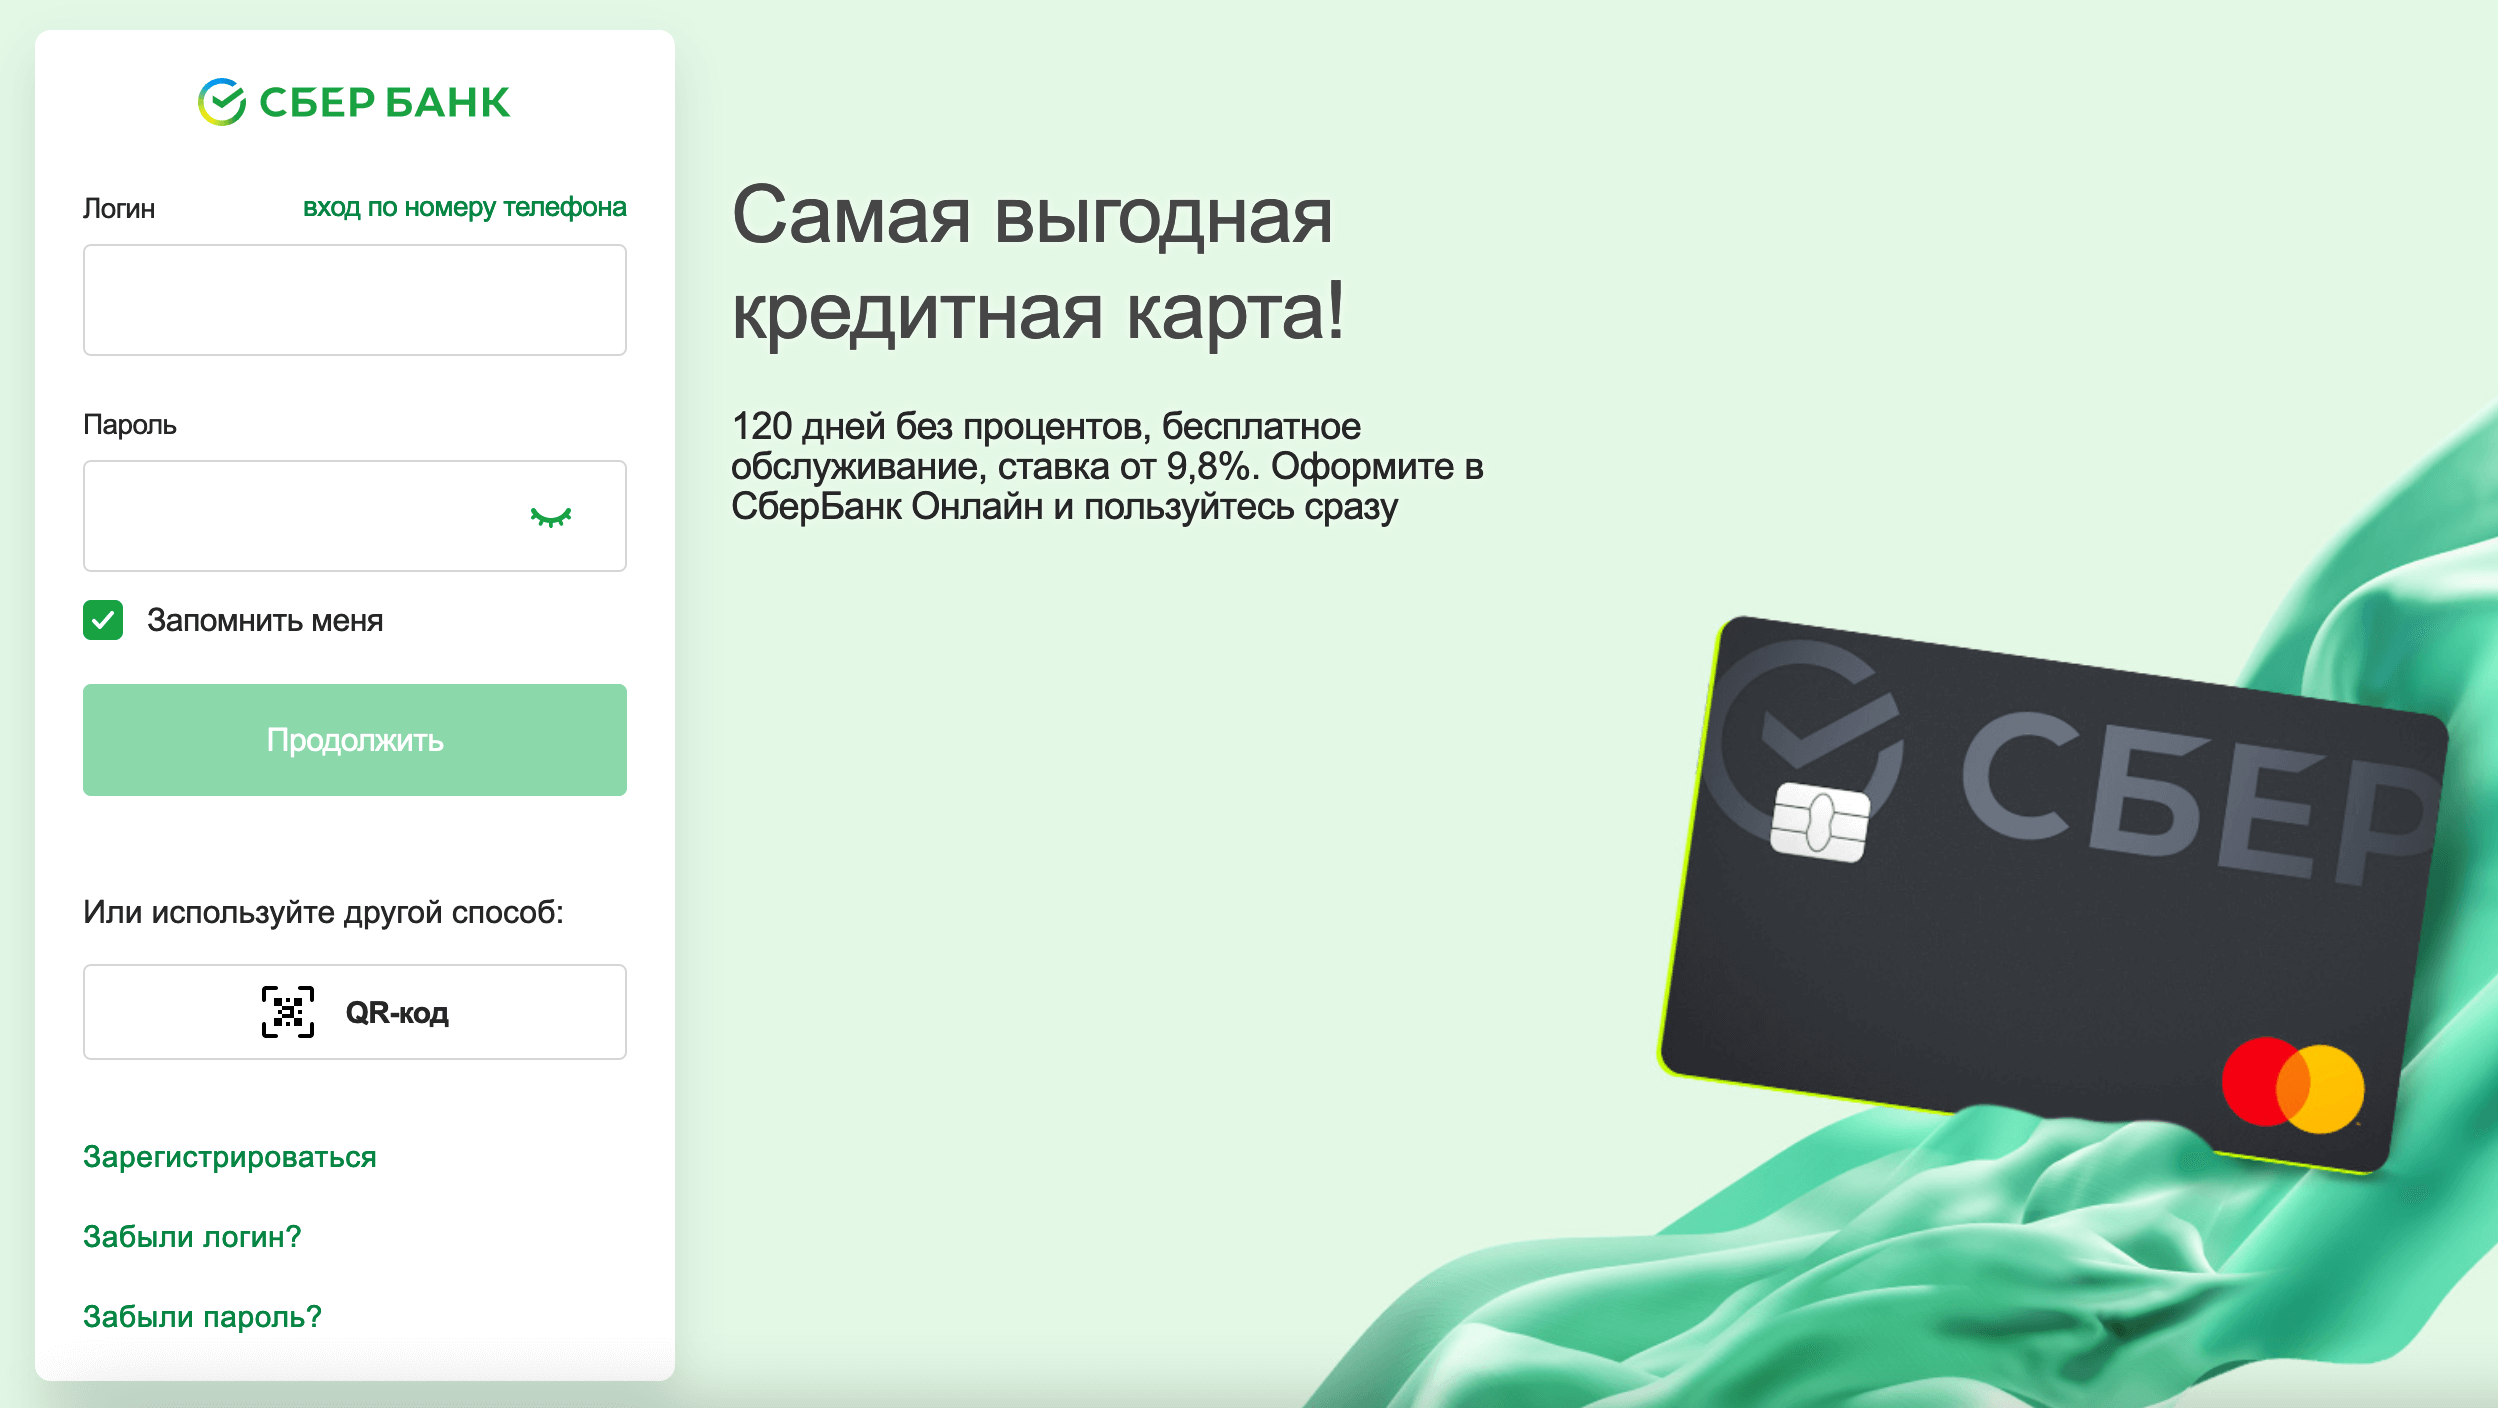 СБЕР БАНК
Логин
вход по номеру телефона
Пароль
Запомнить меня
Продолжить
Или используйте другой способ:
QR-код
Зарегистрироваться
Забыли логин?
Забыли пароль?
Самая выгодная
кредитная карта!
120 дней без процентов, бесплатное
обслуживание, ставка от 9,8%. Оформите в
СберБанк Онлайн и пользуйтесь сразу
СБЕР